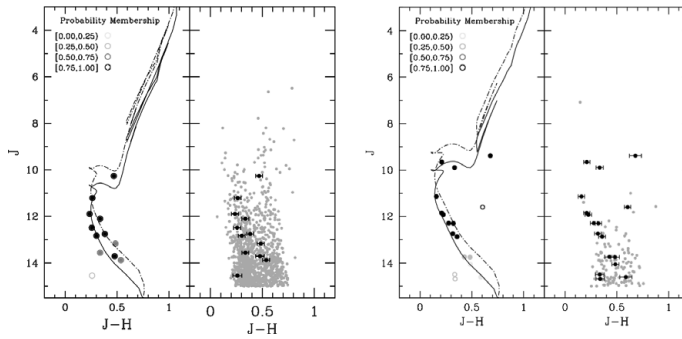 Probability Membership
[0.00,0.25)
[0.25,0.50)
[0.50,0.75)
[0.75,1.00]
4
6
8
10
12
14
J
0 0.5 1
J-H
0 0.5 1
J-H
Probability Membership
[0.00,0.25)
[0.25,0.50)
[0.50,0.75)
[0.75,1.00]
4
6
8
10
12
14
J
0 0.5 1
J-H
0 0.5 1
J-H